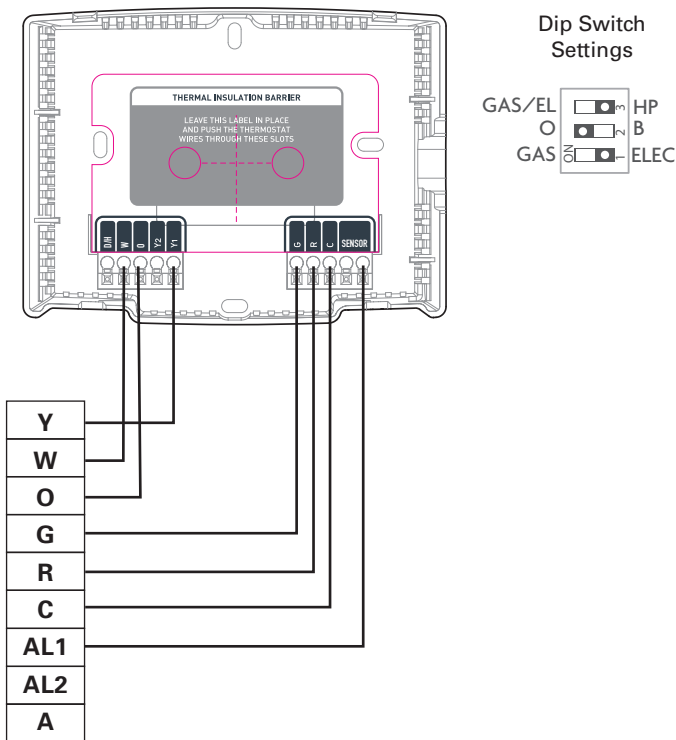 Dip Switch
Settings
GAS/EL 3 HP
O 2 B
GAS ON 1 ELEC
THERMAL INSULATION BARRIER
LEAVE THIS LABEL IN PLACE
AND PUSH THE THERMOSTAT
WIRES THROUGH THESE SLOTS
D/H W O Y2 Y1
G R C SENSOR
Y
W
O
G
R
C
AL1
AL2
A